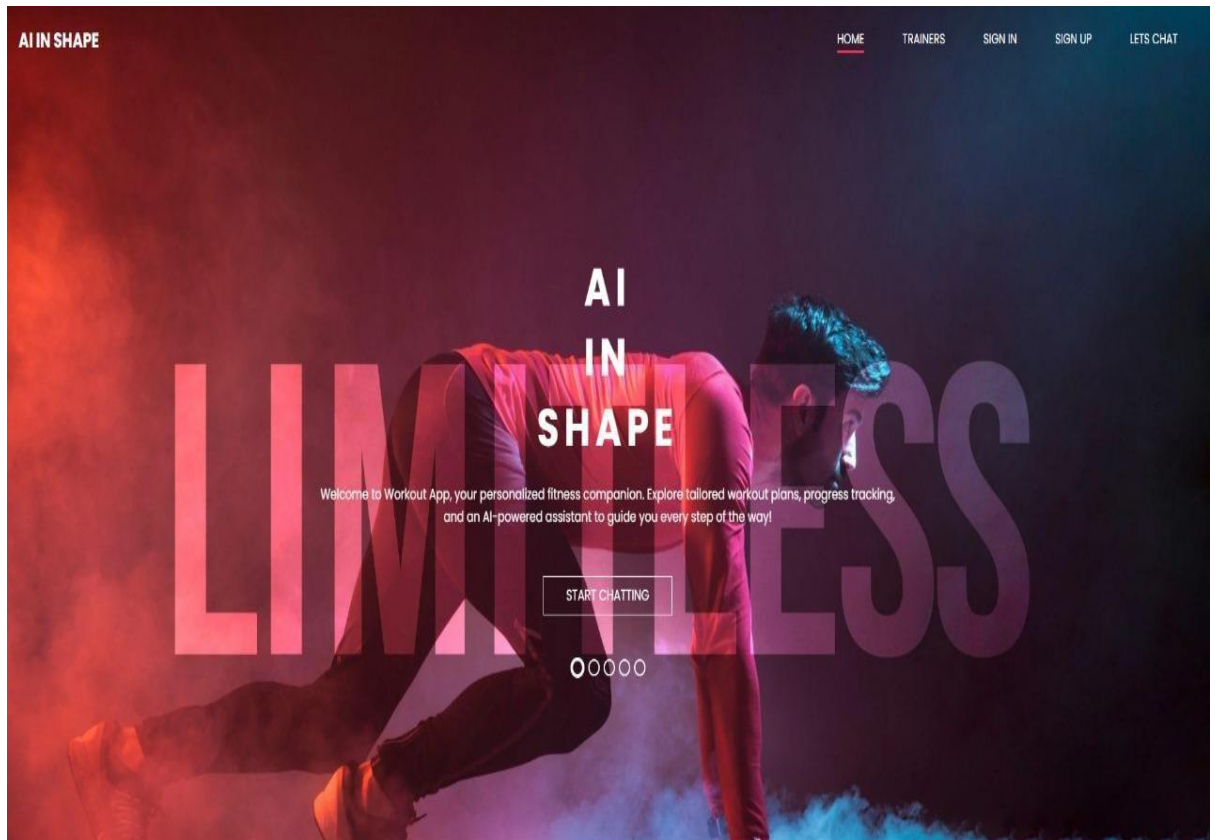 AI IN SHAPE
HOME TRAINERS SIGN IN SIGN UP LETS CHAT
AI
IN
SHAPE
LIMITLESS
Welcome to Workout App, your personalized fitness companion. Explore tailored workout plans, progress tracking,
and an AI-powered assistant to guide you every step of the way!
START CHATTING